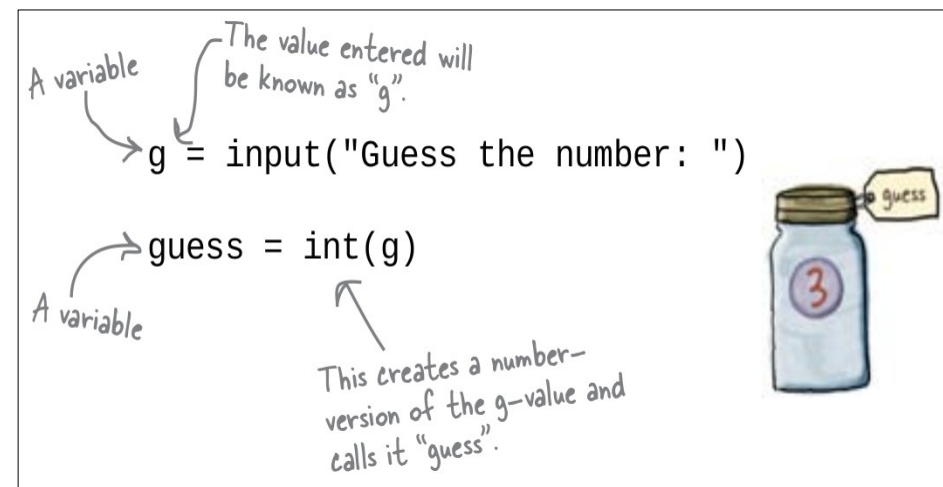 A variable
The value entered will
be known as “g”.
g = input("Guess the number: ")
guess
3
guess = int(g)
A variable
This creates a number-
version of the g-value and
calls it “guess”.